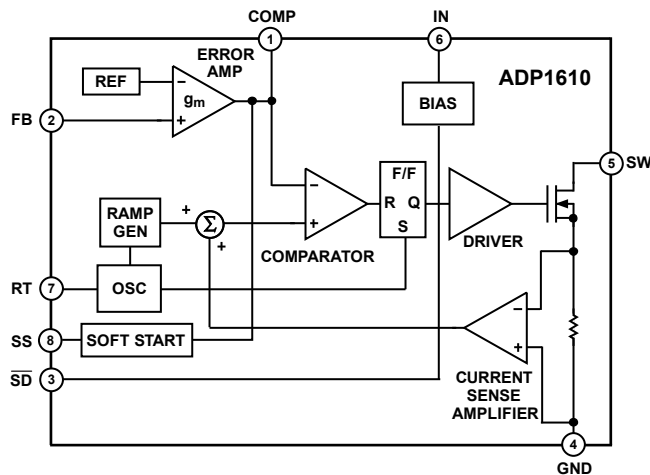 COMP
IN
1
6
ERROR
AMP
ADP1610
REF
−
gm
+
BIAS
FB
2
5
SW
F/F
−
R
Q
+
S
RAMP
GEN
+
Σ
+
COMPARATOR
DRIVER
RT
7
OSC
−
+
SS
8
SOFT START
SD
3
CURRENT
SENSE
AMPLIFIER
4
GND